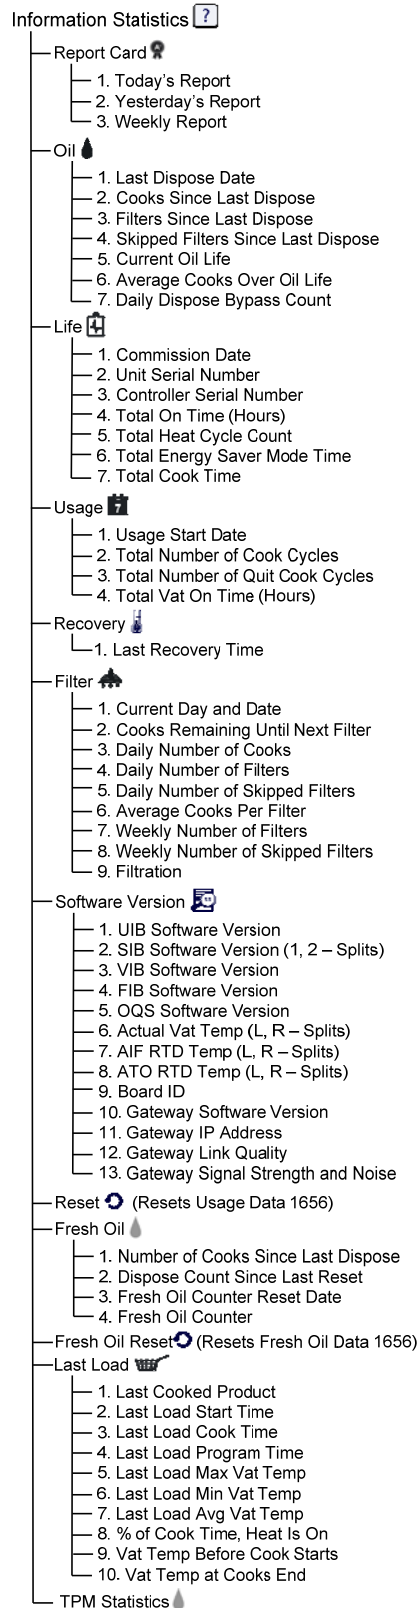 Information Statistics ?
Report Card
1. Today's Report
2. Yesterday's Report
3. Weekly Report
Oil
1. Last Dispose Date
2. Cooks Since Last Dispose
3. Filters Since Last Dispose
4. Skipped Filters Since Last Dispose
5. Current Oil Life
6. Average Cooks Over Oil Life
7. Daily Dispose Bypass Count
Life
1. Commission Date
2. Unit Serial Number
3. Controller Serial Number
4. Total On Time (Hours)
5. Total Heat Cycle Count
6. Total Energy Saver Mode Time
7. Total Cook Time
Usage 7
1. Usage Start Date
2. Total Number of Cook Cycles
3. Total Number of Quit Cook Cycles
4. Total Vat On Time (Hours)
Recovery
1. Last Recovery Time
Filter
1. Current Day and Date
2. Cooks Remaining Until Next Filter
3. Daily Number of Cooks
4. Daily Number of Filters
5. Daily Number of Skipped Filters
6. Average Cooks Per Filter
7. Weekly Number of Filters
8. Weekly Number of Skipped Filters
9. Filtration
Software Version
1. UIB Software Version
2. SIB Software Version (1, 2 – Splits)
3. VIB Software Version
4. FIB Software Version
5. OQS Software Version
6. Actual Vat Temp (L, R – Splits)
7. AIF RTD Temp (L, R – Splits)
8. ATO RTD Temp (L, R – Splits)
9. Board ID
10. Gateway Software Version
11. Gateway IP Address
12. Gateway Link Quality
13. Gateway Signal Strength and Noise
Reset (Resets Usage Data 1656)
Fresh Oil
1. Number of Cooks Since Last Dispose
2. Dispose Count Since Last Reset
3. Fresh Oil Counter Reset Date
4. Fresh Oil Counter
Fresh Oil Reset (Resets Fresh Oil Data 1656)
Last Load
1. Last Cooked Product
2. Last Load Start Time
3. Last Load Cook Time
4. Last Load Program Time
5. Last Load Max Vat Temp
6. Last Load Min Vat Temp
7. Last Load Avg Vat Temp
8. % of Cook Time, Heat Is On
9. Vat Temp Before Cook Starts
10. Vat Temp at Cooks End
TPM Statistics